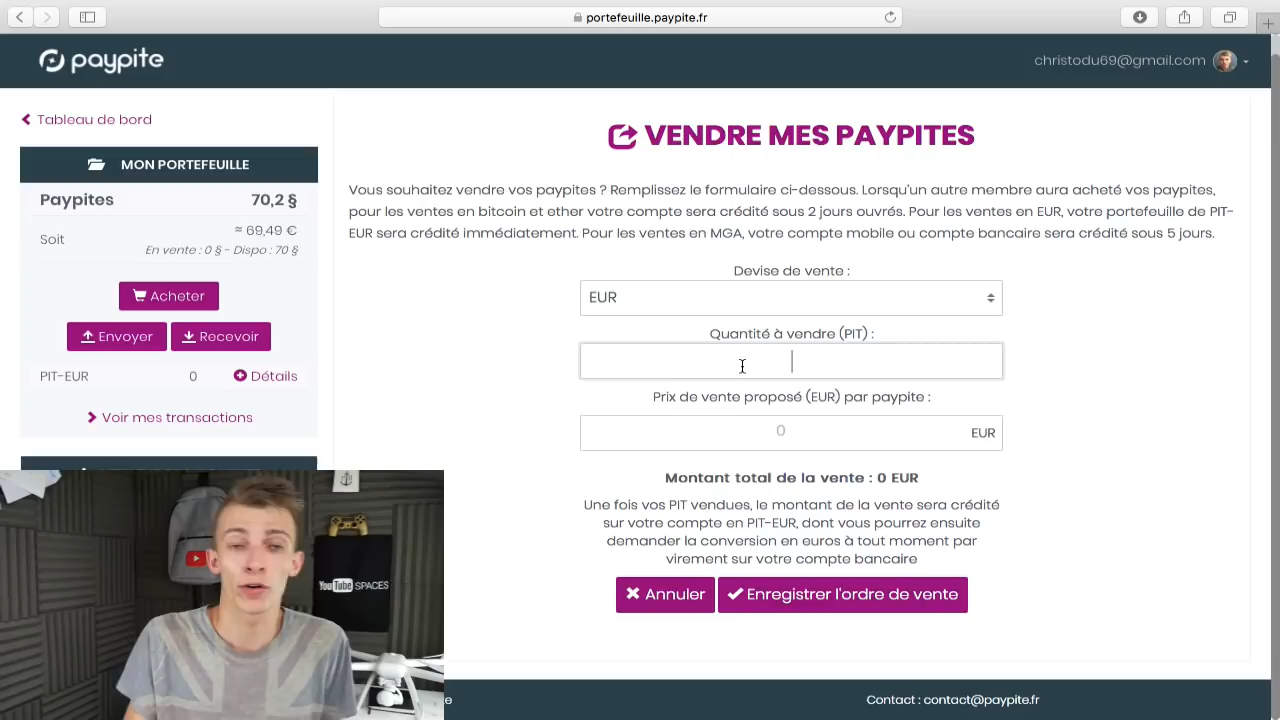 portefeuille.paypite.fr
paypite
christodu69@gmail.com
Tableau de bord
MON PORTEFEUILLE
Paypites 70,2 §
Soit ≈ 69,49 €
En vente : 0 § - Dispo : 70 §
Acheter
Envoyer Recevoir
PIT-EUR 0 Détails
Voir mes transactions
VENDRE MES PAYPITES
Vous souhaitez vendre vos paypites ? Remplissez le formulaire ci-dessous. Lorsqu'un autre membre aura acheté vos paypites,
pour les ventes en bitcoin et ether votre compte sera crédité sous 2 jours ouvrés. Pour les ventes en EUR, votre portefeuille de PIT-
EUR sera crédité immédiatement. Pour les ventes en MGA, votre compte mobile ou compte bancaire sera crédité sous 5 jours.
Devise de vente :
EUR
Quantité à vendre (PIT) :
Prix de vente proposé (EUR) par paypite :
0 EUR
Montant total de la vente : 0 EUR
Une fois vos PIT vendues, le montant de la vente sera crédité
sur votre compte en PIT-EUR, dont vous pourrez ensuite
demander la conversion en euros à tout moment par
virement sur votre compte bancaire
Annuler Enregistrer l'ordre de vente
YouTube SPACES
Contact : contact@paypite.fr